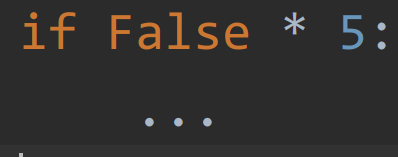 if False * 5:
...